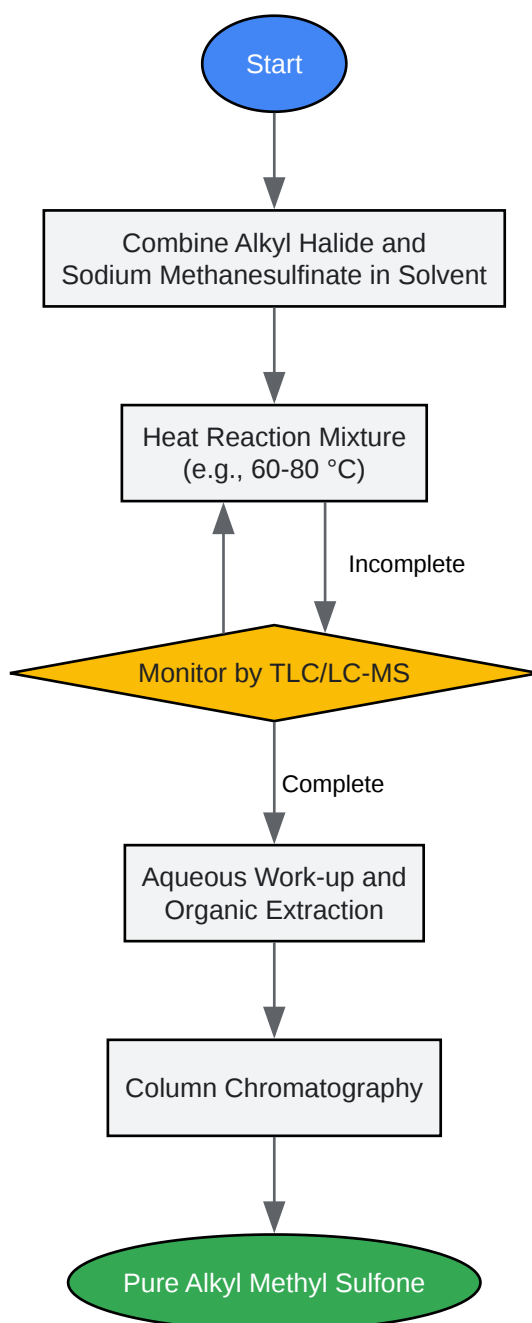 Start
Combine Alkyl Halide and
Sodium Methanesulfinate in Solvent
Heat Reaction Mixture
(e.g., 60-80 °C)
Incomplete
Monitor by TLC/LC-MS
Complete
Aqueous Work-up and
Organic Extraction
Column Chromatography
Pure Alkyl Methyl Sulfone